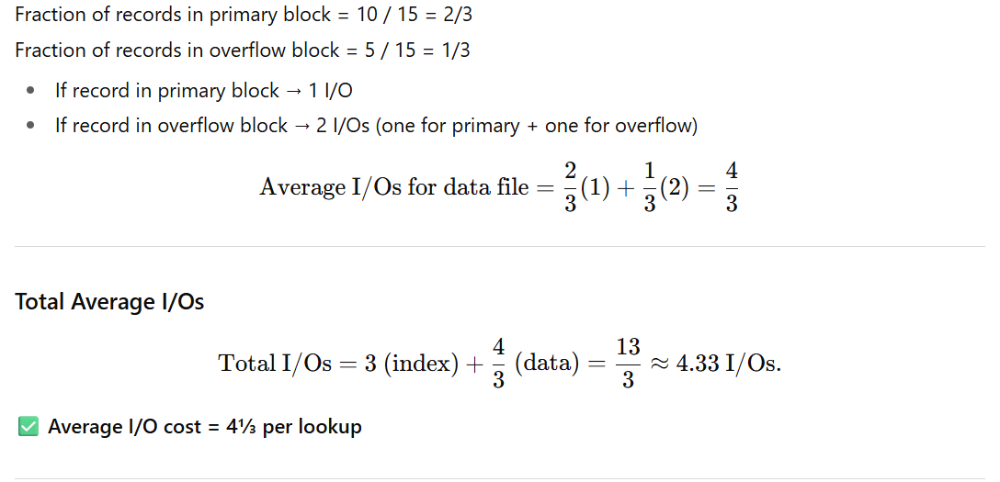 Fraction of records in primary block = 10 / 15 = 2/3
Fraction of records in overflow block = 5 / 15 = 1/3
• If record in primary block → 1 I/O
• If record in overflow block → 2 I/Os (one for primary + one for overflow)
Average I/Os for data file = 2/3(1) + 1/3(2) = 4/3
Total Average I/Os
Total I/Os = 3 (index) + 4/3 (data) = 13/3 ≈ 4.33 I/Os.
✅ Average I/O cost = 4⅓ per lookup